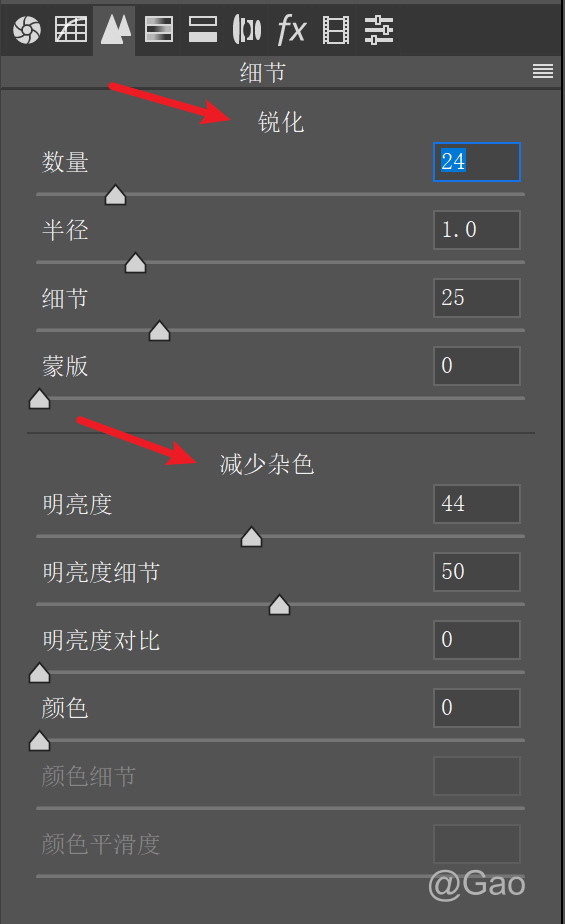 fx
细节
锐化
数量 24
半径 1.0
细节 25
蒙版 0
减少杂色
明亮度 44
明亮度细节 50
明亮度对比 0
颜色 0
颜色细节
颜色平滑度
@Gao